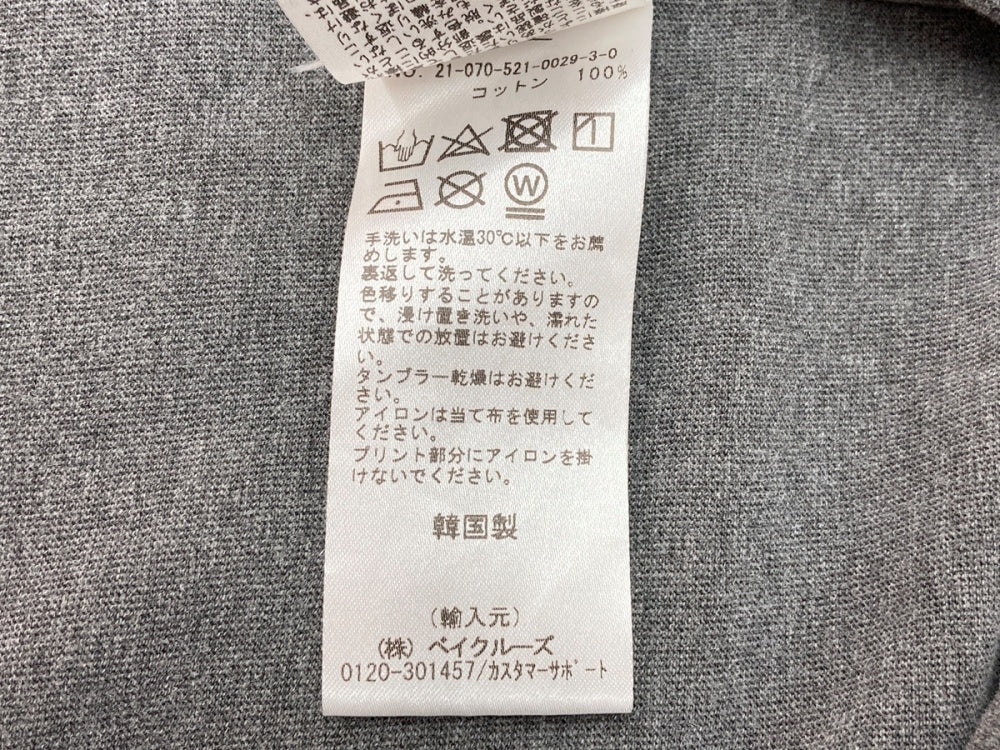 21-070-521-0029-3-0
コットン 100%
W
手洗いは水温30℃以下をお薦
めします。
裏返して洗ってください。
色移りすることがありますの
で、浸け置き洗いや、濡れた
状態での放置はお避けくださ
い。
タンブラー乾燥はお避けくだ
さい。
アイロンは当て布を使用して
ください。
プリント部分にアイロンを掛
けないでください。
韓国製
(輸入元)
(株) ベイクルーズ
0120-301457/カスタマーサポート